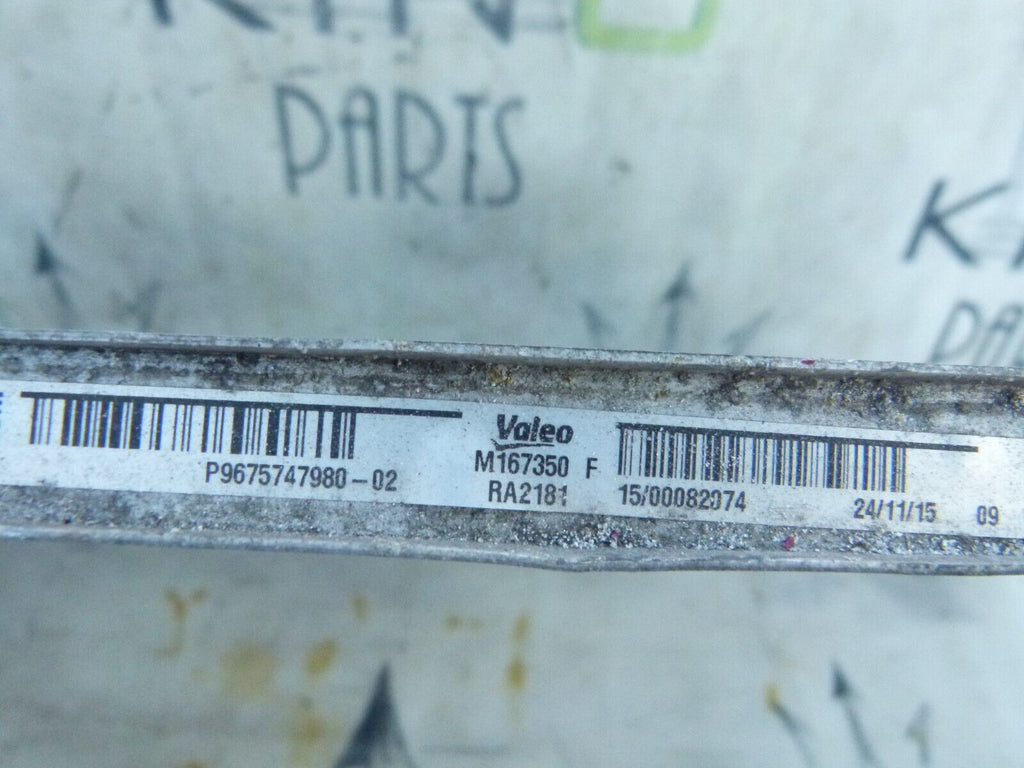 PARTS
P9675747980-02
Valeo
M167350 F
RA2181
15/00082074
24/11/15 09